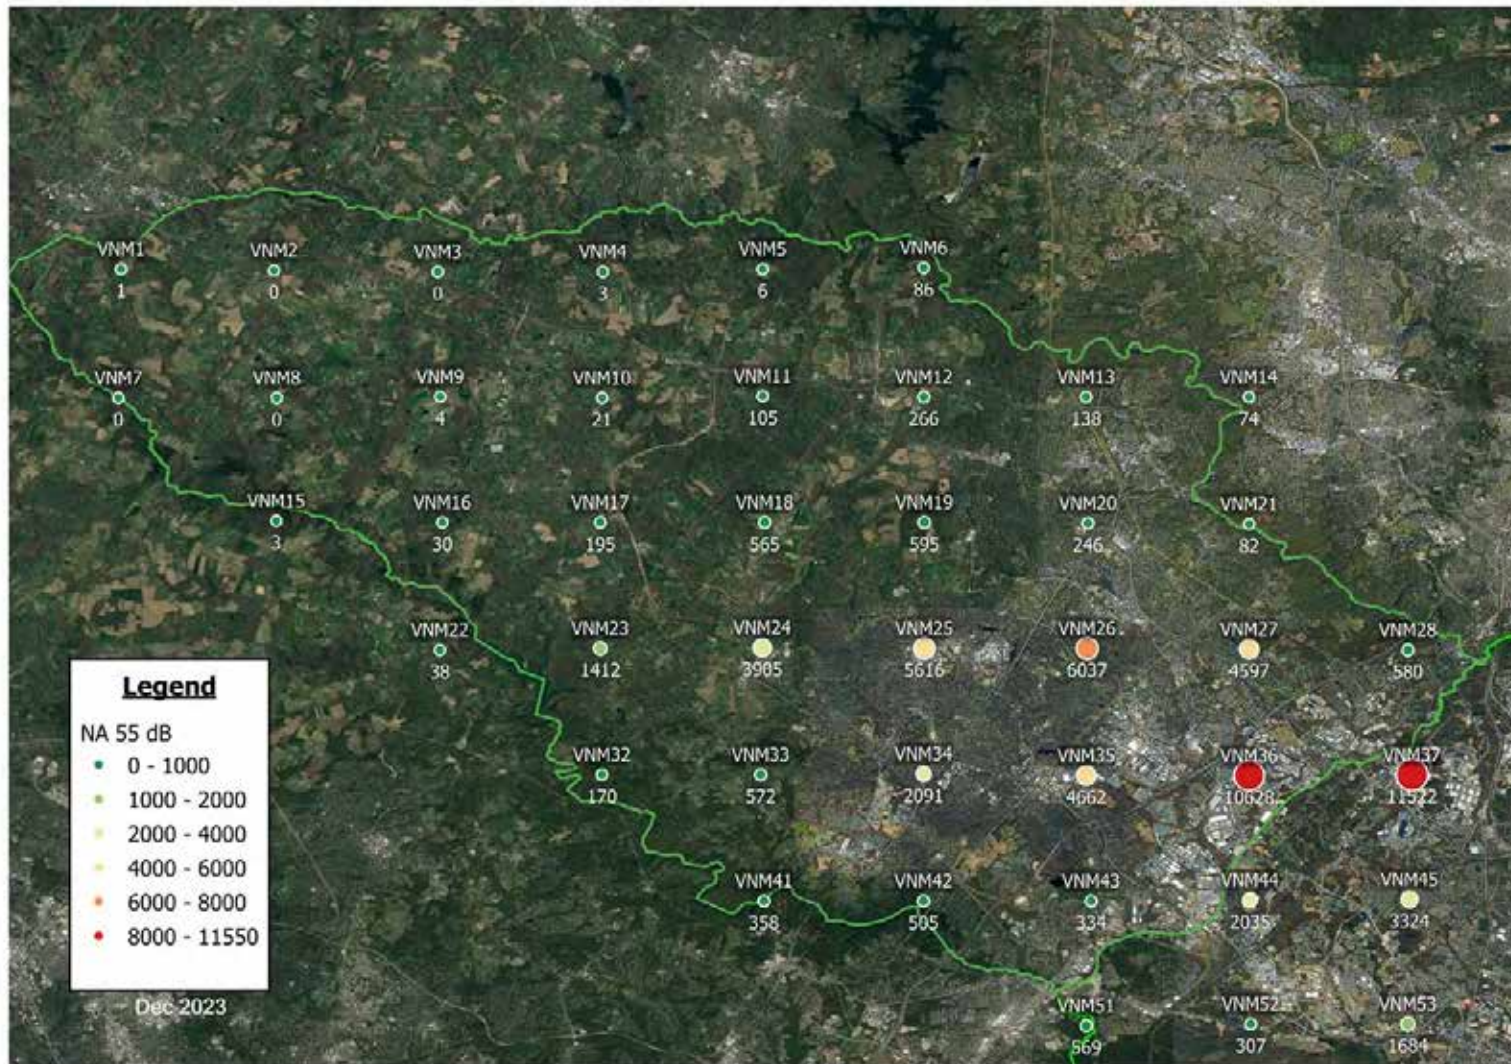 VNM1 VNM2 VNM3 VNM4 VNM5 VNM6
1 0 0 3 6 86
VNM7 VNM8 VNM9 VNM10 VNM11 VNM12 VNM13 VNM14
0 0 4 21 105 266 138 74
VNM15 VNM16 VNM17 VNM18 VNM19 VNM20 VNM21
3 30 195 565 595 246 82
VNM22 VNM23 VNM24 VNM25 VNM26 VNM27 VNM28
38 1412 3905 5616 6037 4597 580
VNM32 VNM33 VNM34 VNM35 VNM36 VNM37
170 572 2091 4662 10628 11522
VNM41 VNM42 VNM43 VNM44 VNM45
358 505 334 2035 3324
VNM51 VNM52 VNM53
569 307 1684
Legend
NA 55 dB
0 - 1000
1000 - 2000
2000 - 4000
4000 - 6000
6000 - 8000
8000 - 11550
Dec 2023